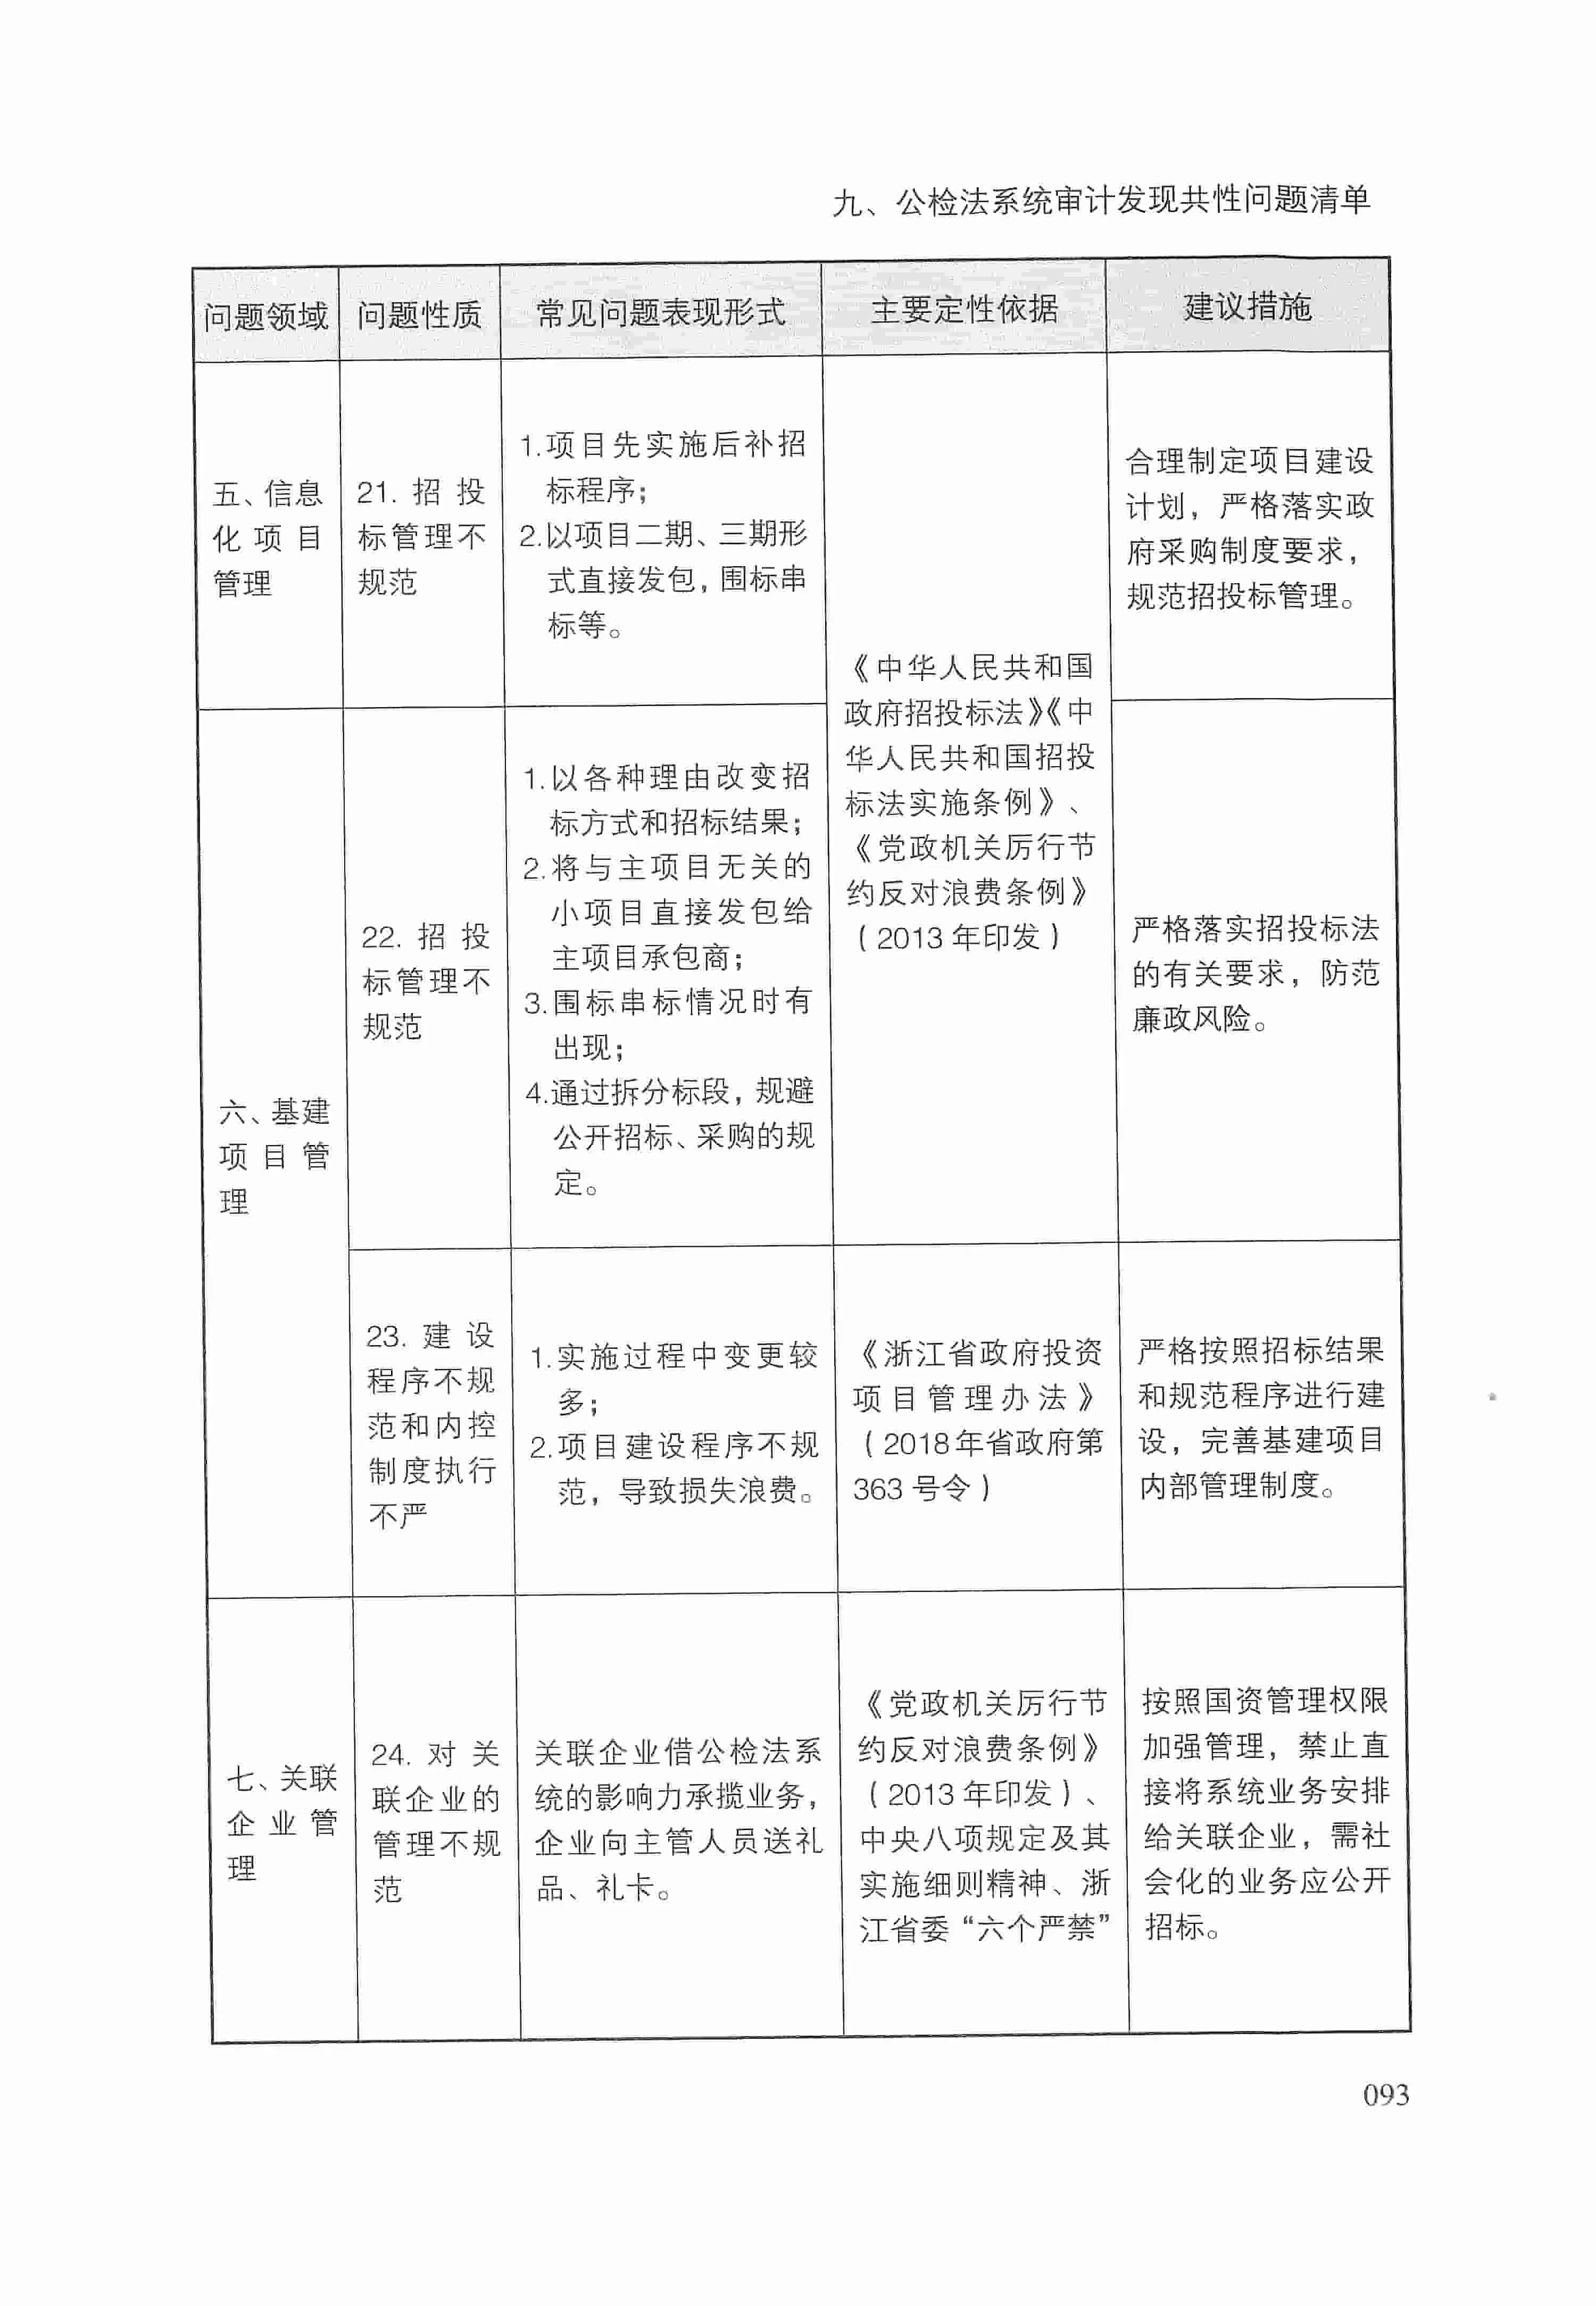 九、公检法系统审计发现共性问题清单
问题领域
问题性质
常见问题表现形式
主要定性依据
建议措施
五、信息
化项目
管理
21. 招投
标管理不
规范
1.项目先实施后补招
标程序；
2.以项目二期、三期形
式直接发包，围标串
标等。
《中华人民共和国
政府招投标法》《中
华人民共和国招投
标法实施条例》、
《党政机关厉行节
约反对浪费条例》
（2013年印发）
合理制定项目建设
计划，严格落实政
府采购制度要求，
规范招投标管理。
六、基建
项目管
理
22. 招投
标管理不
规范
1.以各种理由改变招
标方式和招标结果；
2.将与主项目无关的
小项目直接发包给
主项目承包商；
3.围标串标情况时有
出现；
4.通过拆分标段，规避
公开招标、采购的规
定。
严格落实招投标法
的有关要求，防范
廉政风险。
23. 建设
程序不规
范和内控
制度执行
不严
1.实施过程中变更较
多；
2.项目建设程序不规
范，导致损失浪费。
《浙江省政府投资
项目管理办法》
（2018年省政府第
363号令）
严格按照招标结果
和规范程序进行建
设，完善基建项目
内部管理制度。
七、关联
企业管
理
24. 对关
联企业的
管理不规
范
关联企业借公检法系
统的影响力承揽业务，
企业向主管人员送礼
品、礼卡。
《党政机关厉行节
约反对浪费条例》
（2013年印发）、
中央八项规定及其
实施细则精神、浙
江省委“六个严禁”
按照国资管理权限
加强管理，禁止直
接将系统业务安排
给关联企业，需社
会化的业务应公开
招标。
093